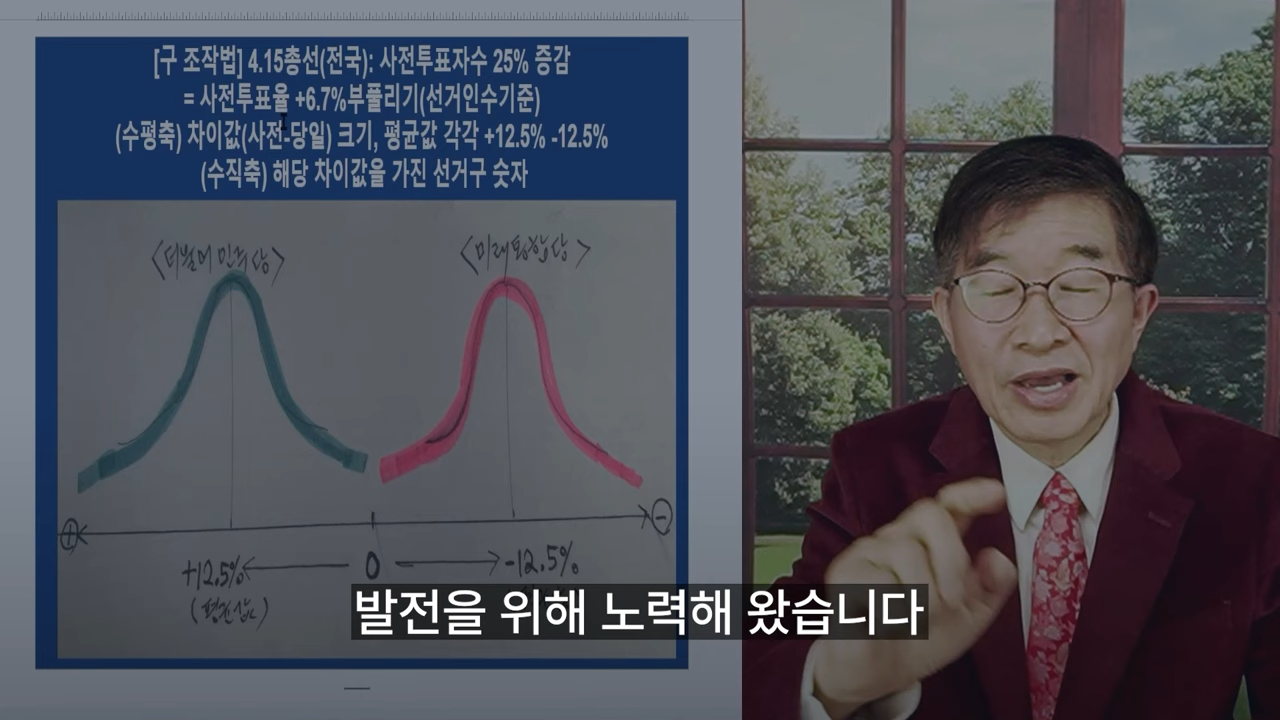 [구 조작법] 4.15총선(전국): 사전투표자수 25% 증감
= 사전투표율 +6.7%부풀리기(선거인수기준)
(수평축) 차이값(사전-당일) 크기, 평균값 각각 +12.5% -12.5%
(수직축) 해당 차이값을 가진 선거구 숫자
<더불어 민주당> <미래통합당>
+ -
+12.5% 0 -12.5%
(평균값)
발전을 위해 노력해 왔습니다